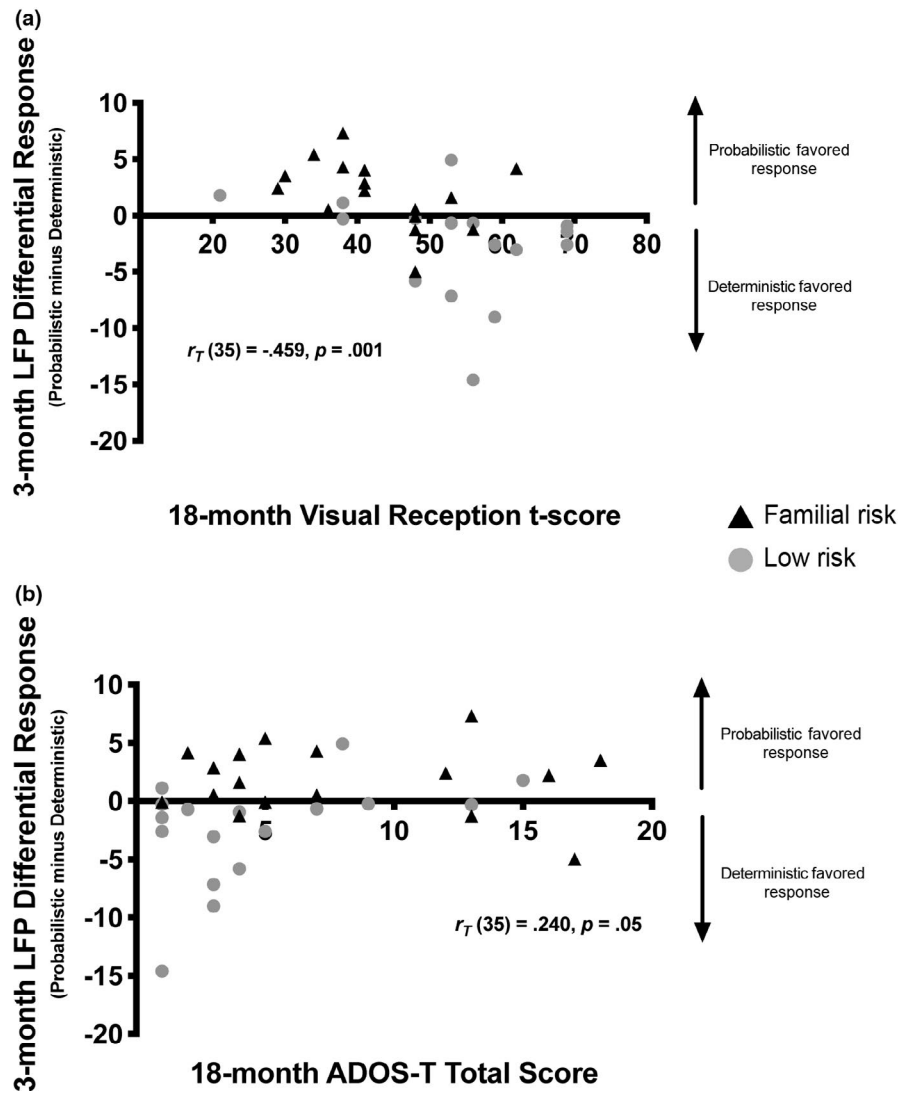 (a)
3-month LFP Differential Response
(Probabilistic minus Deterministic)
10
5
0
-5
-10
-15
-20
20 30 40 50 60 70 80
Probabilistic favored
response
Deterministic favored
response
r_T (35) = -.459, p = .001
18-month Visual Reception t-score
Familial risk
Low risk
(b)
3-month LFP Differential Response
(Probabilistic minus Deterministic)
10
5
0
-5
-10
-15
-20
5 10 15 20
Probabilistic favored
response
Deterministic favored
response
r_T (35) = .240, p = .05
18-month ADOS-T Total Score